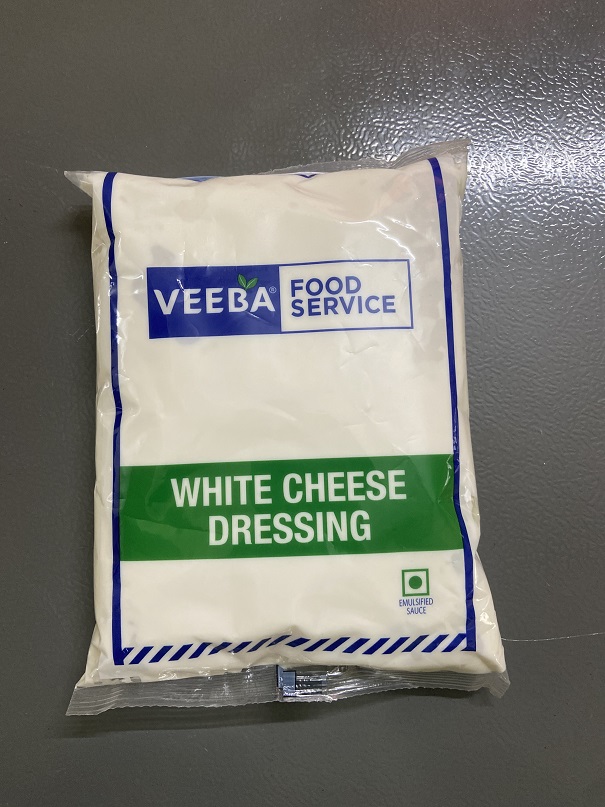 VEEBA®
FOOD
SERVICE
WHITE CHEESE
DRESSING
EMULSIFIED
SAUCE